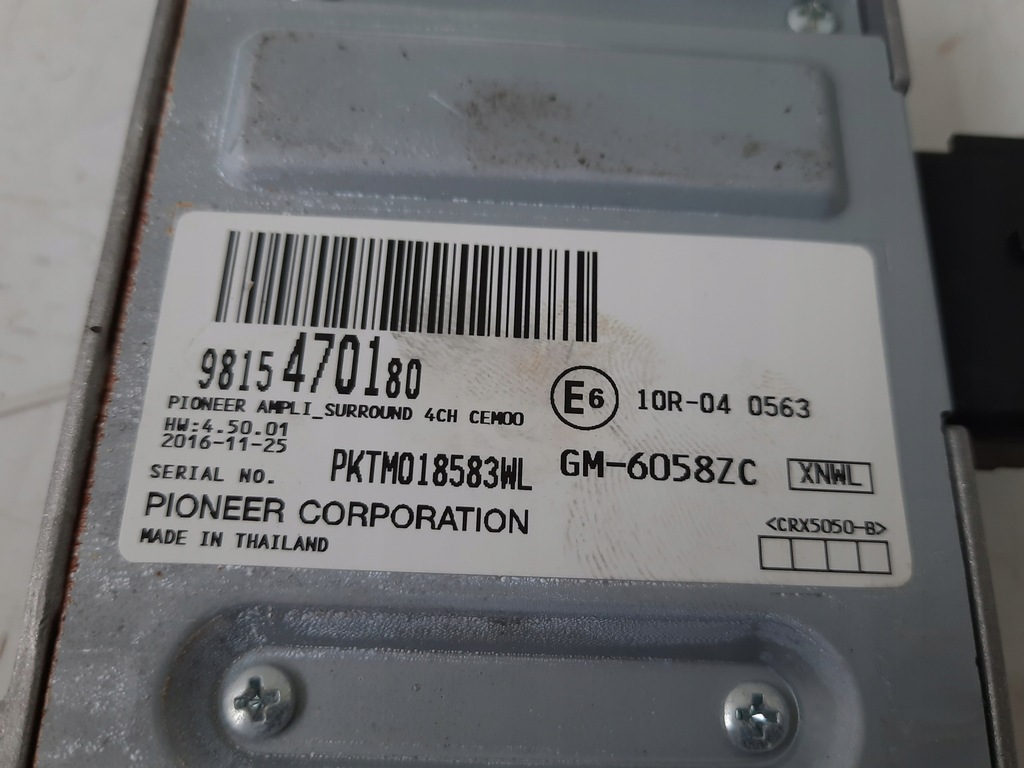 9815470180
PIONEER AMPLI_SURROUND 4CH CEMOO
HW:4.50.01
2016-11-25
E6 10R-04 0563
SERIAL NO. PKTM018583WL
GM-6058ZC XNWL
PIONEER CORPORATION
<CRX5050-B>
MADE IN THAILAND